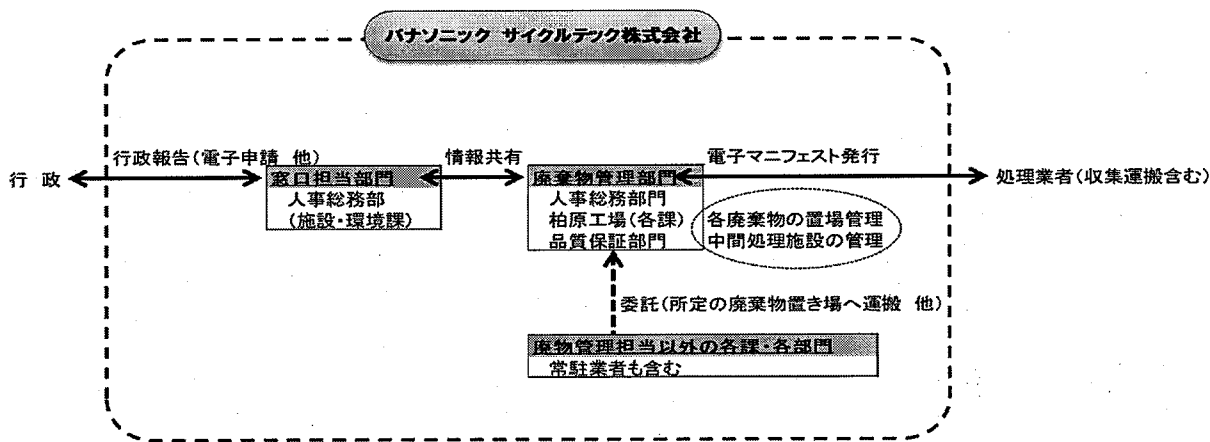 パナソニック サイクルテック株式会社
行政報告(電子申請 他)
情報共有
電子マニフェスト発行
行 政
窓口担当部門
廃棄物管理部門
処理業者(収集運搬含む)
人事総務部
(施設・環境課)
人事総務部門
柏原工場(各課)
品質保証部門
各廃棄物の置場管理
中間処理施設の管理
委託(所定の廃棄物置き場へ運搬 他)
廃物管理担当以外の各課・各部門
常駐業者も含む